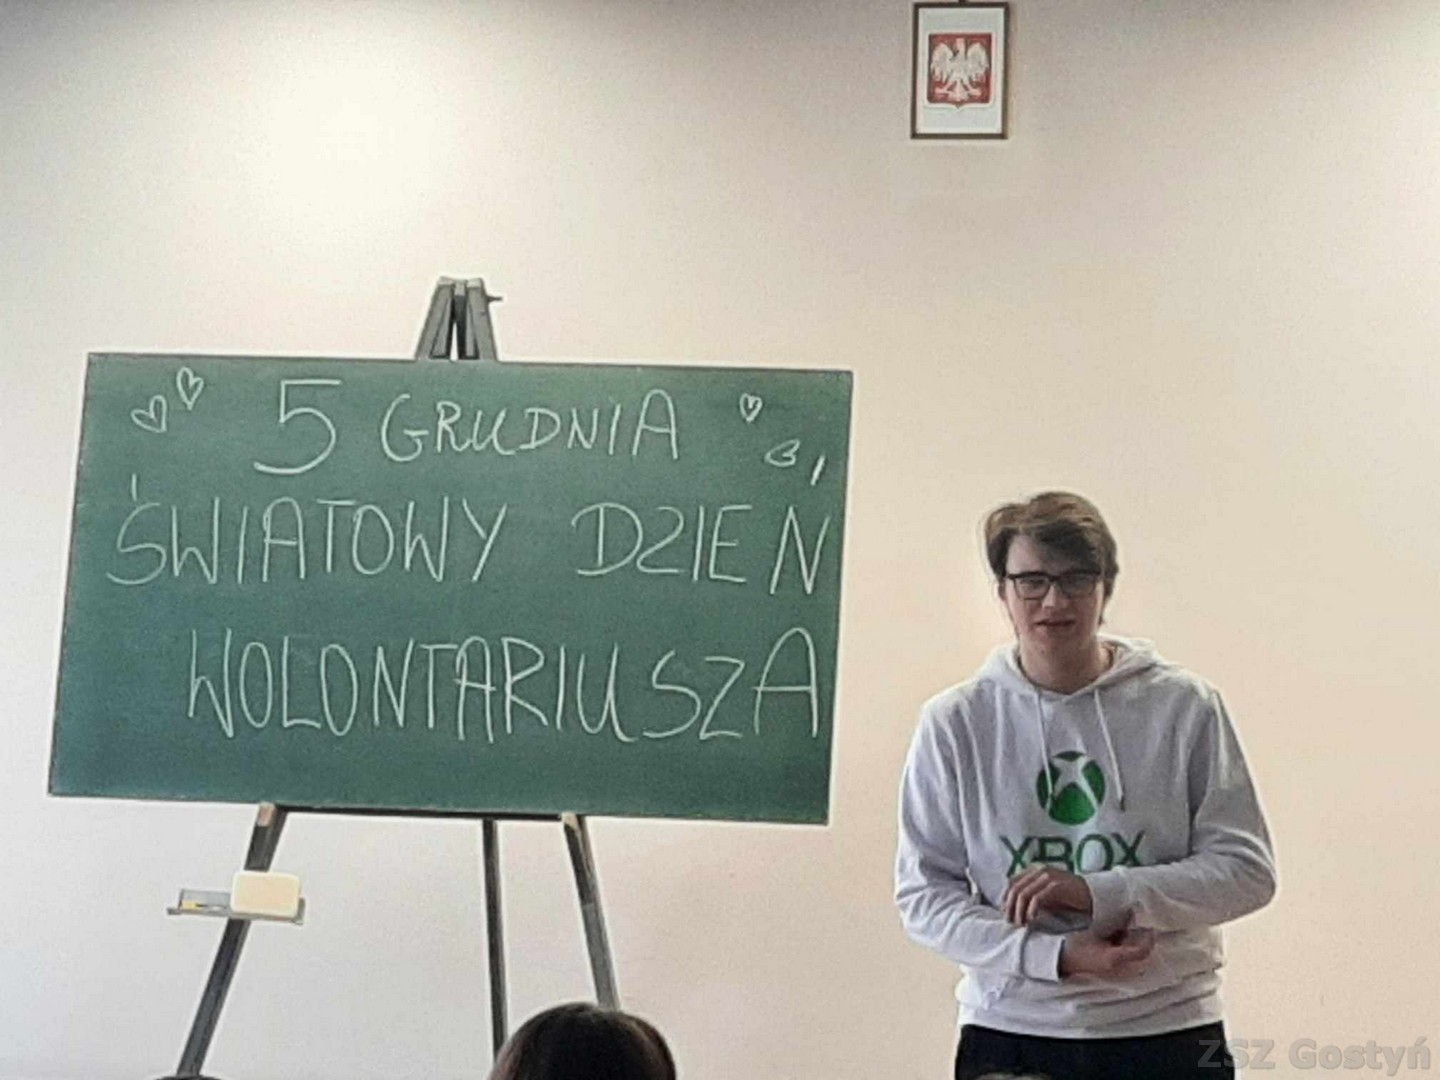 5 GRUDNIA
ŚWIATOWY DZIEŃ
WOLONTARIUSZA
XBOX
ZSZ Gostyń